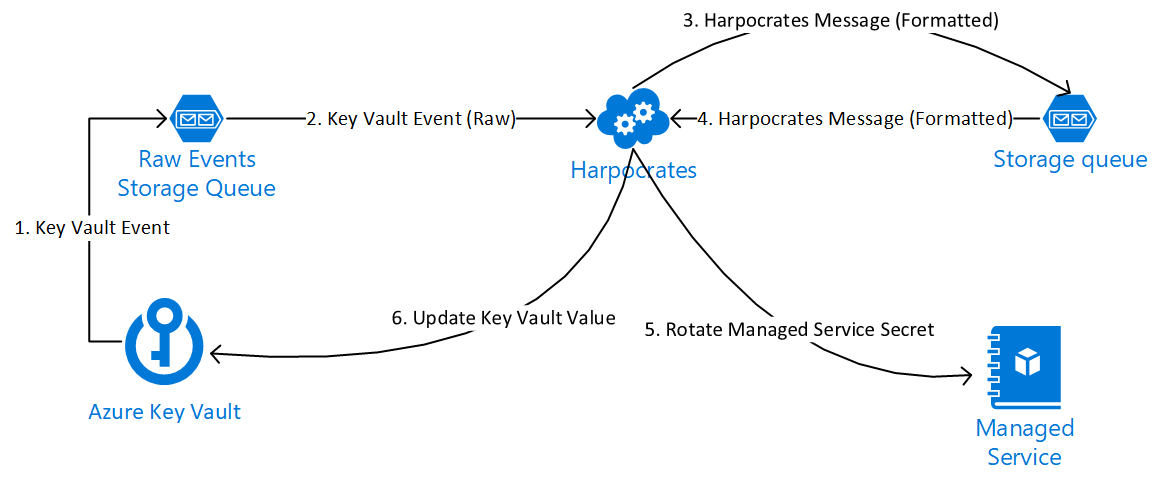 3. Harpocrates Message (Formatted)
2. Key Vault Event (Raw)
4. Harpocrates Message (Formatted)
Raw Events
Storage Queue
Harpocrates
Storage queue
1. Key Vault Event
6. Update Key Vault Value
5. Rotate Managed Service Secret
Azure Key Vault
Managed
Service